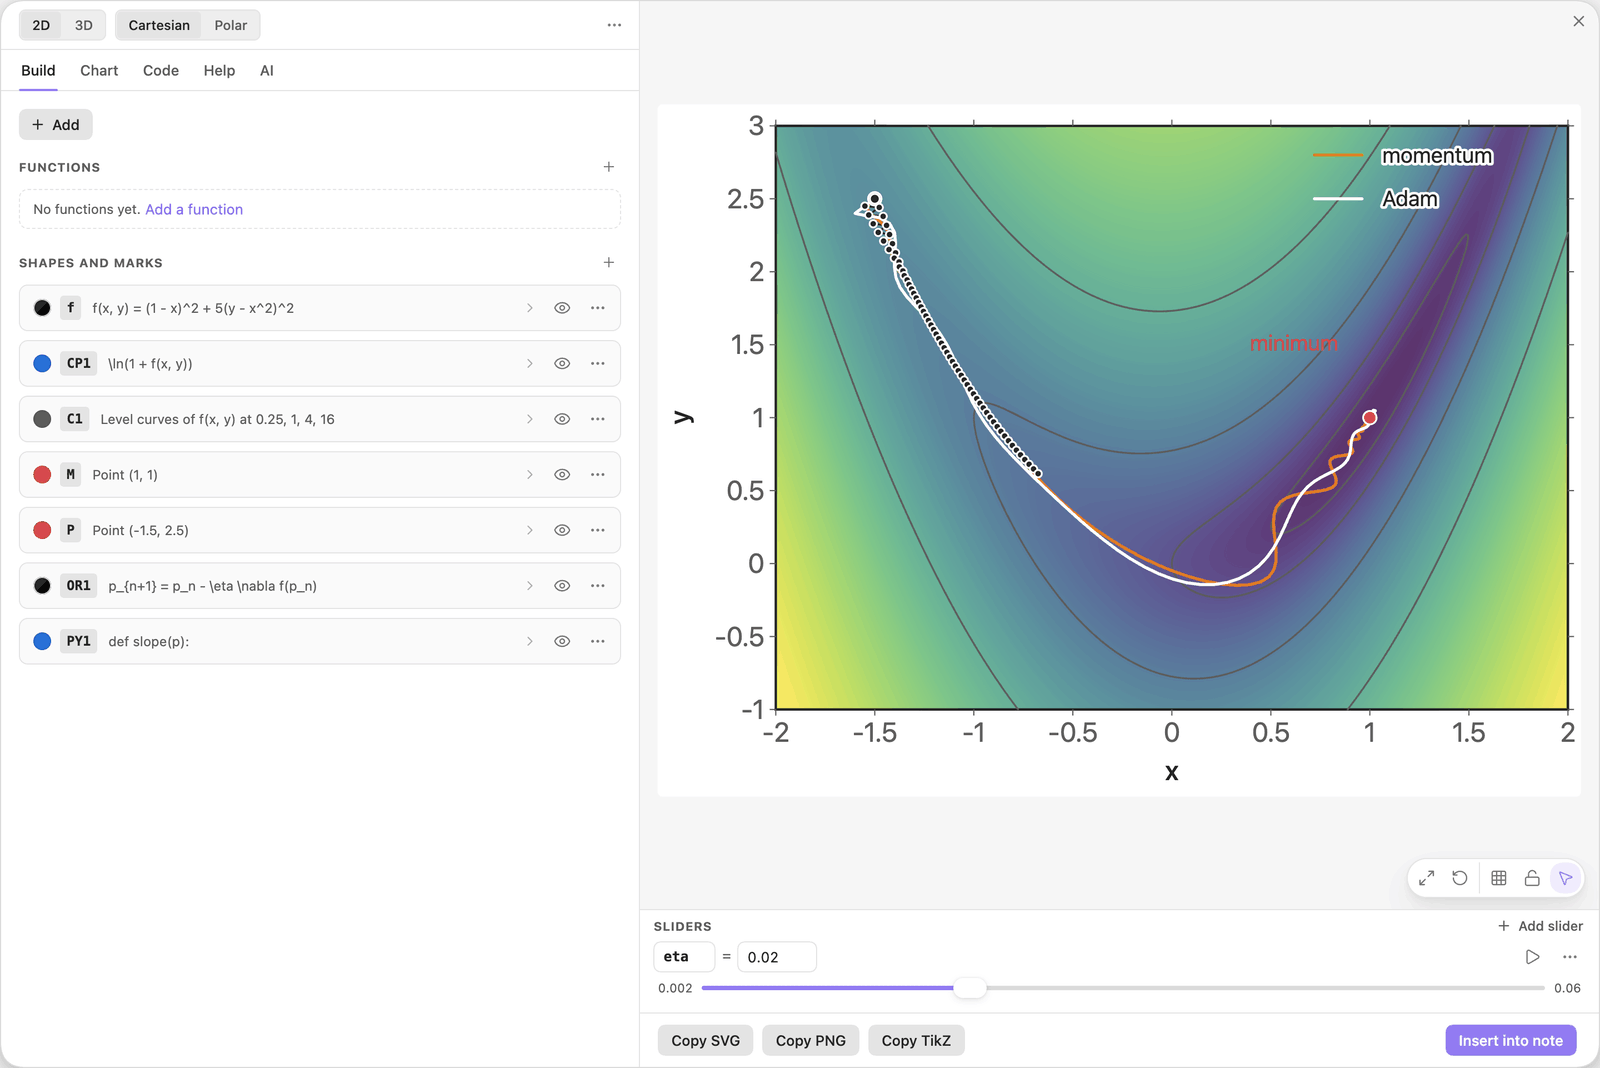 2D 3D Cartesian Polar
Build Chart Code Help AI
+ Add
FUNCTIONS
No functions yet. Add a function
SHAPES AND MARKS
f f(x, y) = (1 - x)^2 + 5(y - x^2)^2
CP1 \ln(1 + f(x, y))
C1 Level curves of f(x, y) at 0.25, 1, 4, 16
M Point (1, 1)
P Point (-1.5, 2.5)
OR1 p_{n+1} = p_n - \eta \nabla f(p_n)
PY1 def slope(p):
momentum
Adam
minimum
3
2.5
2
1.5
1
0.5
0
-0.5
-1
y
-2 -1.5 -1 -0.5 0 0.5 1 1.5 2
x
SLIDERS + Add slider
eta = 0.02
0.002 0.06
Copy SVG Copy PNG Copy TikZ Insert into note